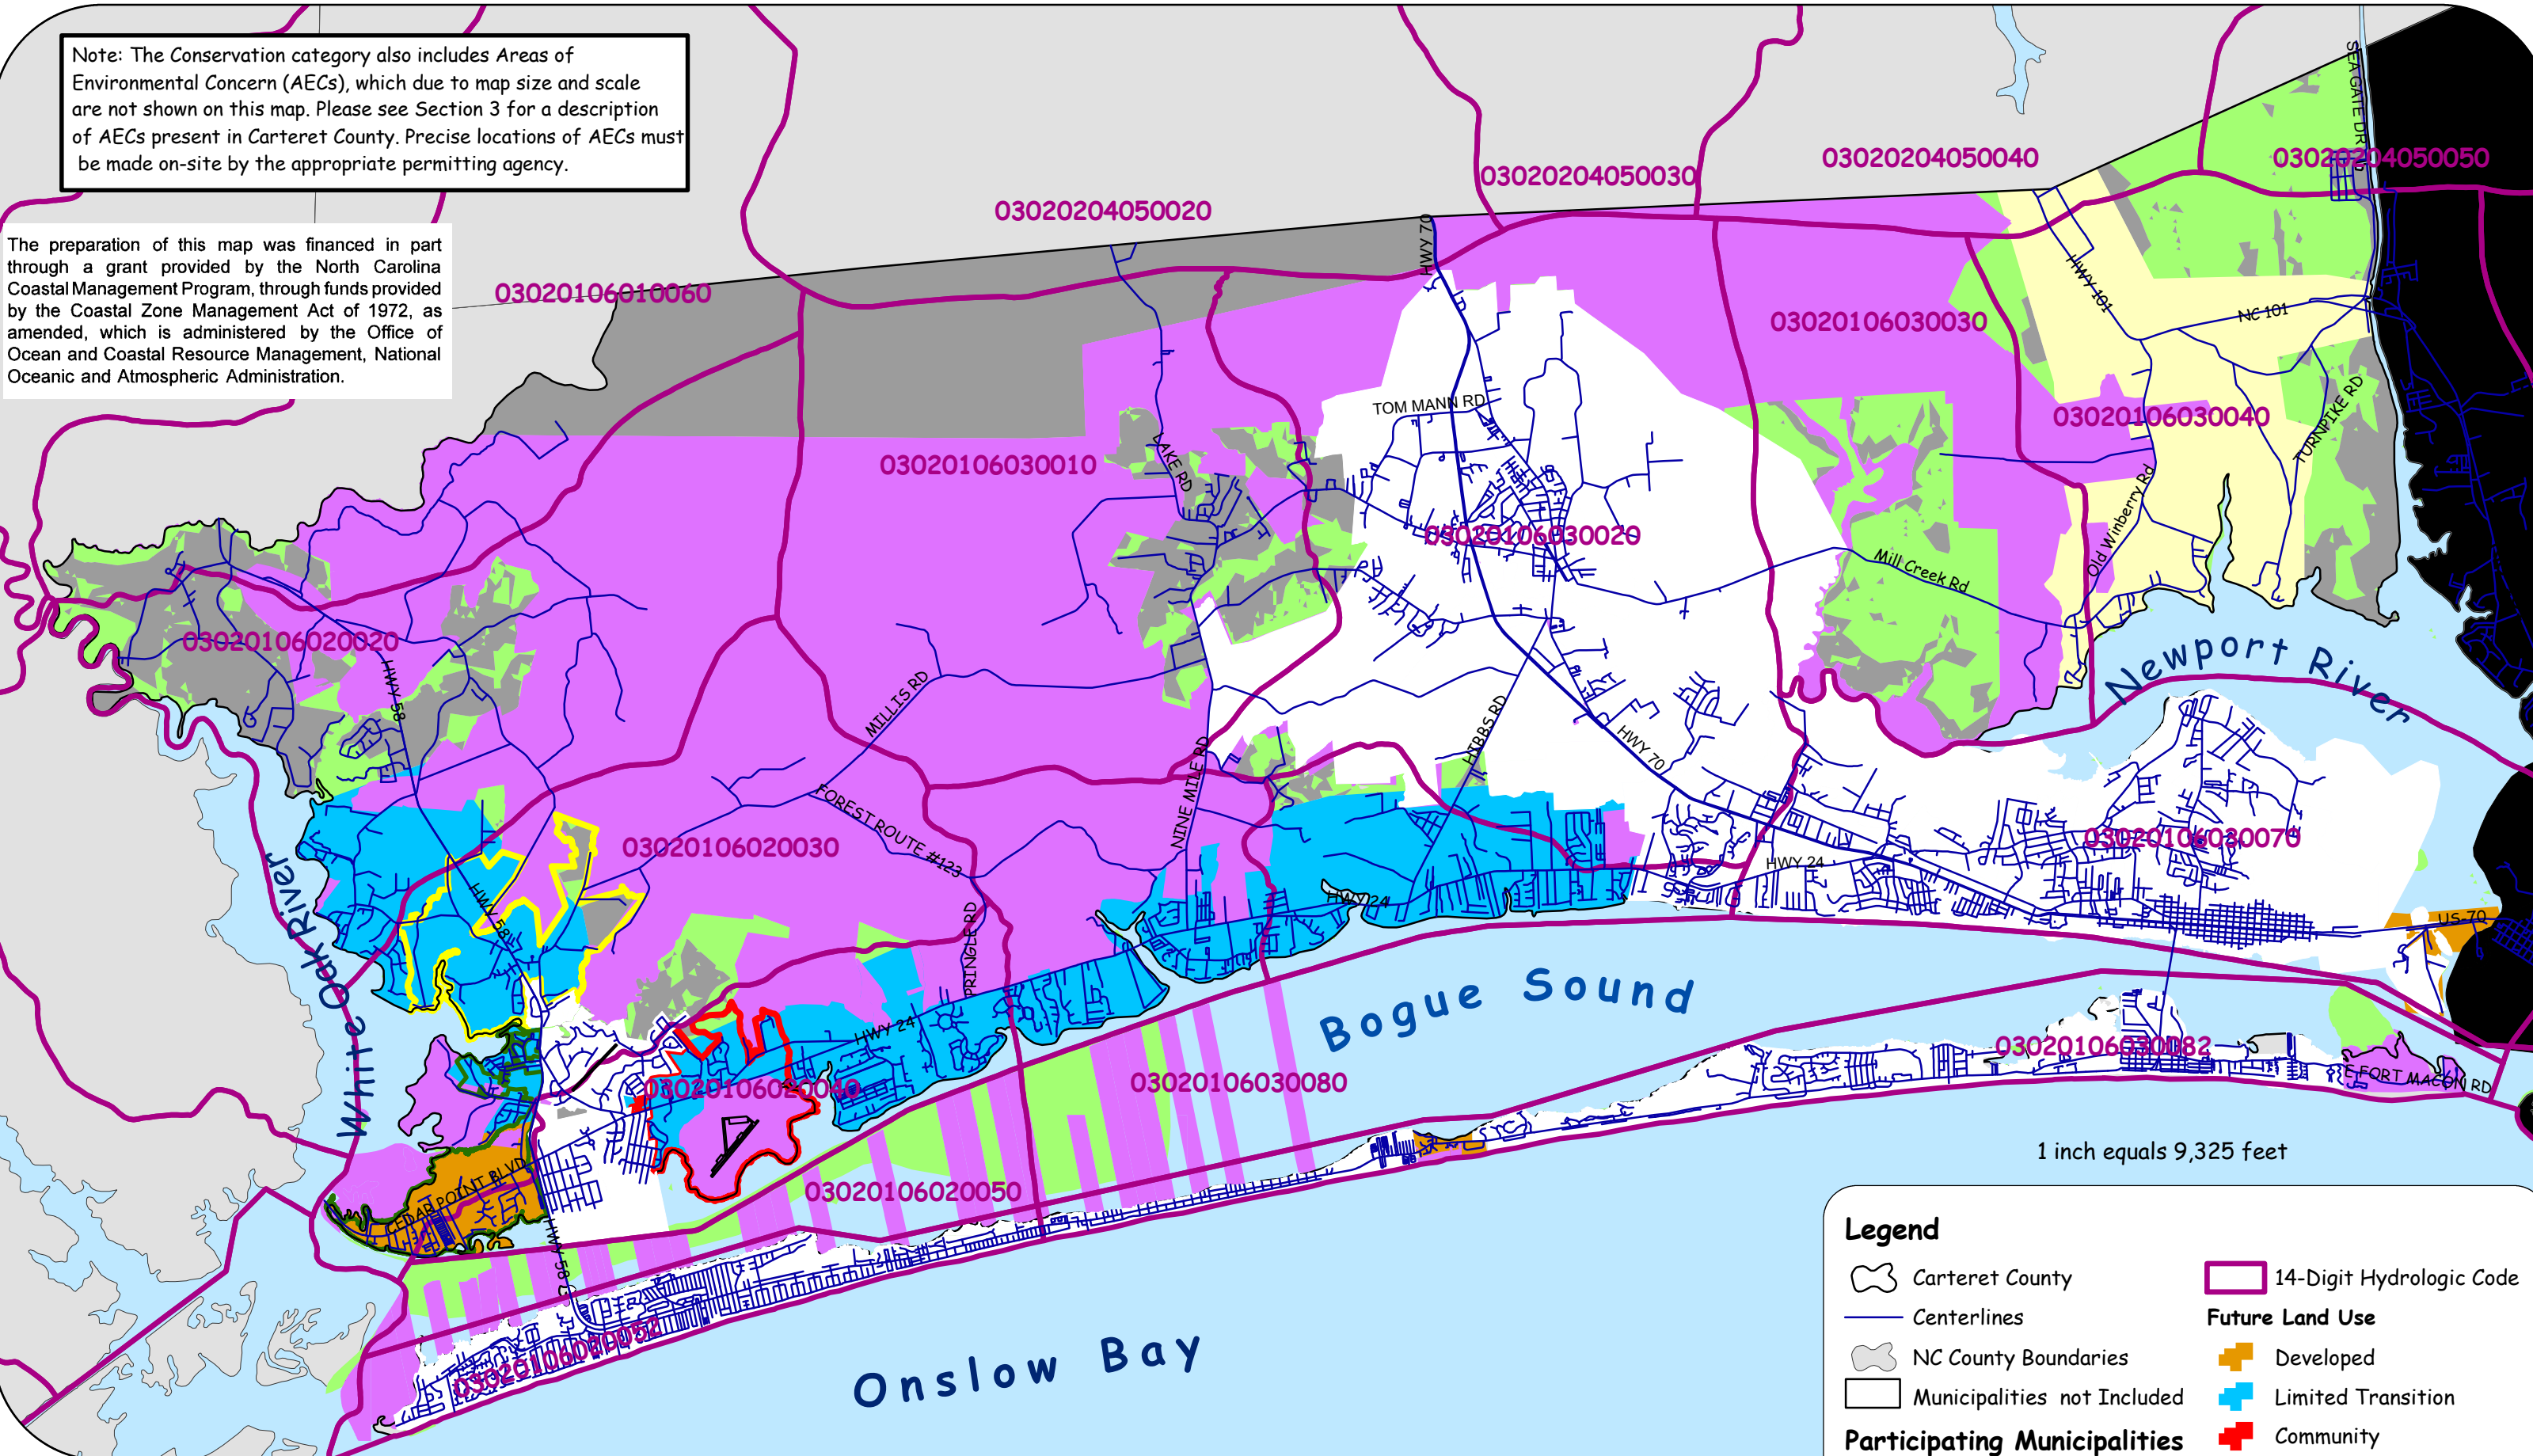 Note: The Conservation category also includes Areas of
Environmental Concern (AECs), which due to map size and scale
are not shown on this map. Please see Section 3 for a description
of AECs present in Carteret County. Precise locations of AECs must
be made on-site by the appropriate permitting agency.
The preparation of this map was financed in part
through a grant provided by the North Carolina
Coastal Management Program, through funds provided
by the Coastal Zone Management Act of 1972, as
amended, which is administered by the Office of
Ocean and Coastal Resource Management, National
Oceanic and Atmospheric Administration.
SEA GATE DR
03020204050050
03020204050040
03020204050030
03020204050020
HWY 70
03020106010060
HWY 101
NC 101
03020106030030
TOM MANN RD
TURNPIKE RD
03020106030040
LAKE RD
03020106030010
Old Winberry Rd
03020106030020
Mill Creek Rd
03020106020020
HWY 58
Newport River
MILLIS RD
HIBBS RD
HWY 70
NINE MILE RD
FOREST ROUTE #123
03020106020030
03020106030070
HWY 24
White Oak River
HWY 58
HWY 24
US-70
PRINGLE RD
Bogue Sound
HWY 24
03020106030082
03020106020040
03020106030080
E FORT MACON RD
1 inch equals 9,325 feet
CEDAR POINT BLVD
03020106020050
HWY 58
03020106020052
Onslow Bay
Legend
Carteret County
Centerlines
NC County Boundaries
Municipalities not Included
Participating Municipalities
14-Digit Hydrologic Code
Future Land Use
Developed
Limited Transition
Community